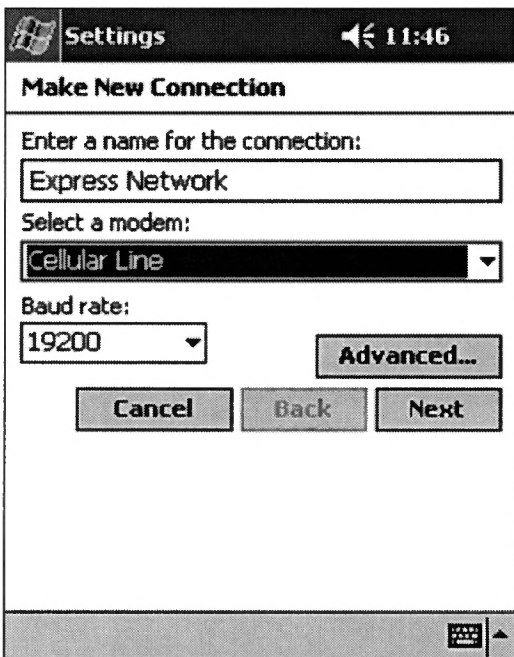 Settings 11:46
Make New Connection
Enter a name for the connection:
Express Network
Select a modem:
Cellular Line
Baud rate:
19200
Advanced...
Cancel Back Next